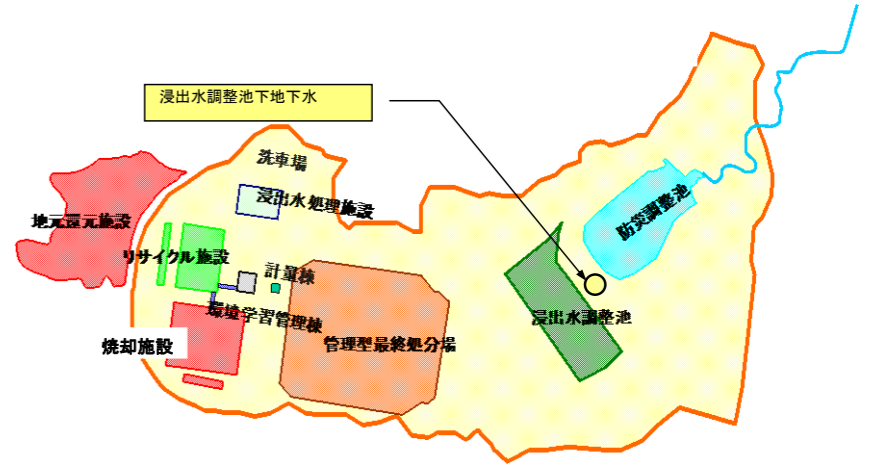 浸出水調整池下地下水
洗車場
浸出水処理施設
防災調整池
地元還元施設
リサイクル施設
計量棟
環境学習管理棟
浸出水調整池
焼却施設
管理型最終処分場